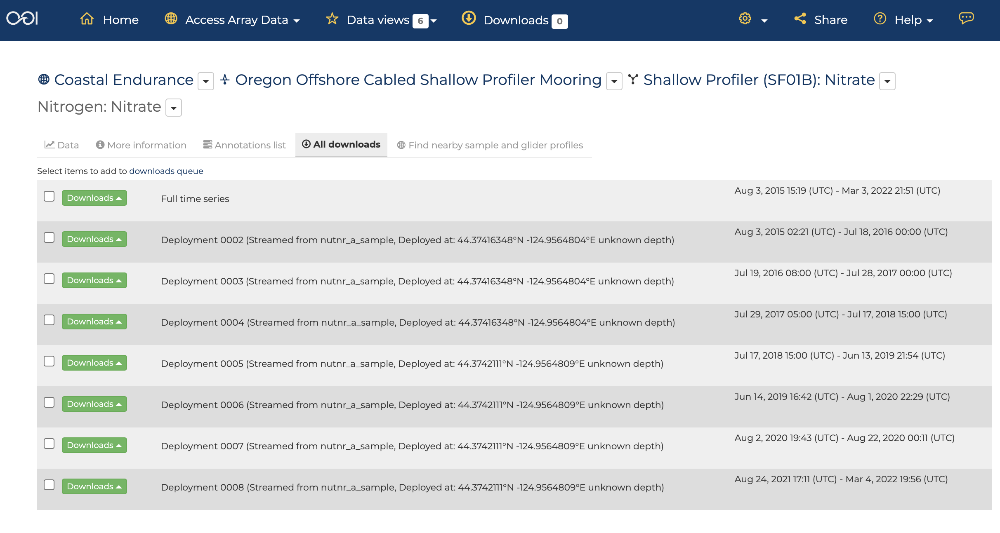 OOI Home Access Array Data Data views 6 Downloads 0 Share Help
Coastal Endurance Oregon Offshore Cabled Shallow Profiler Mooring Shallow Profiler (SF01B): Nitrate
Nitrogen: Nitrate
Data More information Annotations list All downloads Find nearby sample and glider profiles
Select items to add to downloads queue
Downloads Full time series Aug 3, 2015 15:19 (UTC) - Mar 3, 2022 21:51 (UTC)
Downloads Deployment 0002 (Streamed from nutnr_a_sample, Deployed at: 44.37416348°N -124.9564804°E unknown depth) Aug 3, 2015 02:21 (UTC) - Jul 18, 2016 00:00 (UTC)
Downloads Deployment 0003 (Streamed from nutnr_a_sample, Deployed at: 44.37416348°N -124.9564804°E unknown depth) Jul 19, 2016 08:00 (UTC) - Jul 28, 2017 00:00 (UTC)
Downloads Deployment 0004 (Streamed from nutnr_a_sample, Deployed at: 44.37416348°N -124.9564804°E unknown depth) Jul 29, 2017 05:00 (UTC) - Jul 17, 2018 15:00 (UTC)
Downloads Deployment 0005 (Streamed from nutnr_a_sample, Deployed at: 44.3742111°N -124.9564809°E unknown depth) Jul 17, 2018 15:00 (UTC) - Jun 13, 2019 21:54 (UTC)
Downloads Deployment 0006 (Streamed from nutnr_a_sample, Deployed at: 44.3742111°N -124.9564809°E unknown depth) Jun 14, 2019 16:42 (UTC) - Aug 1, 2020 22:29 (UTC)
Downloads Deployment 0007 (Streamed from nutnr_a_sample, Deployed at: 44.3742111°N -124.9564809°E unknown depth) Aug 2, 2020 19:43 (UTC) - Aug 22, 2020 00:11 (UTC)
Downloads Deployment 0008 (Streamed from nutnr_a_sample, Deployed at: 44.3742111°N -124.9564809°E unknown depth) Aug 24, 2021 17:11 (UTC) - Mar 4, 2022 19:56 (UTC)